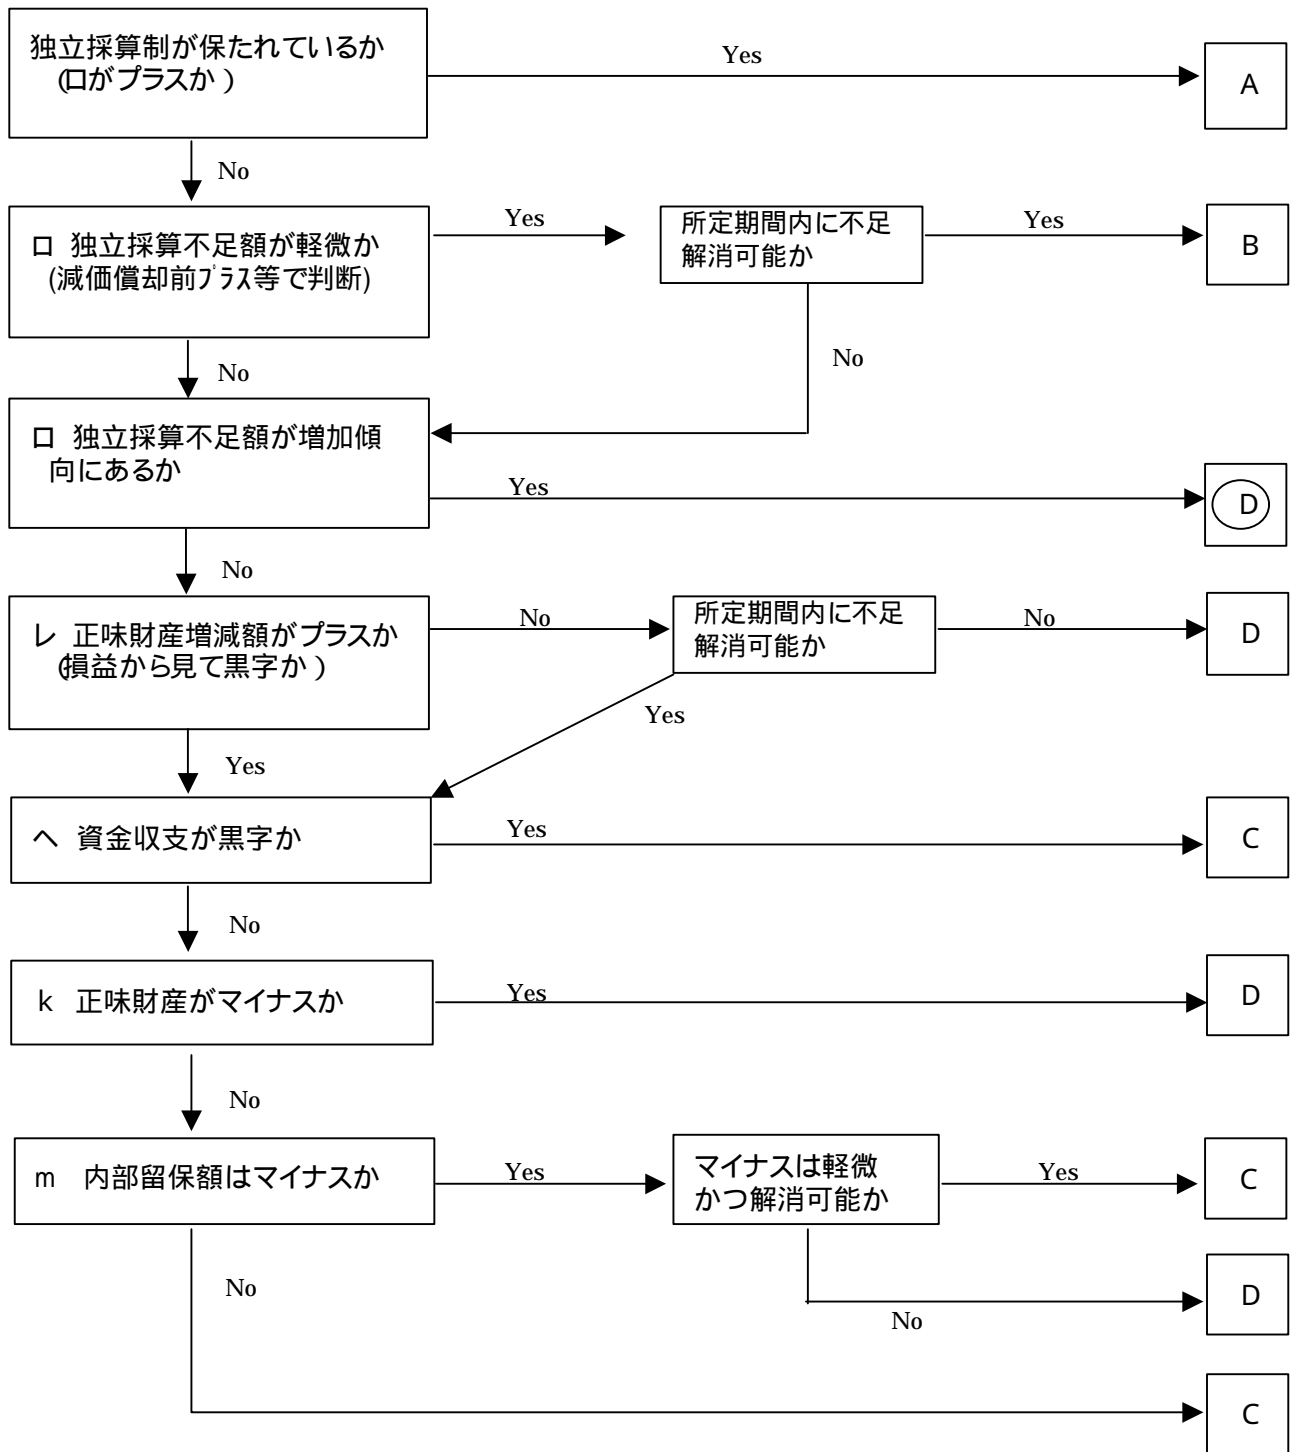 独立採算制が保たれているか
(ロがプラスか)
Yes
A
No
ロ 独立採算不足額が軽微か
(減価償却前プラス等で判断)
Yes
所定期間内に不足
解消可能か
Yes
B
No
No
ロ 独立採算不足額が増加傾
向にあるか
Yes
D
No
レ 正味財産増減額がプラスか
(損益から見て黒字か)
No
所定期間内に不足
解消可能か
No
D
Yes
Yes
ヘ 資金収支が黒字か
Yes
C
No
k 正味財産がマイナスか
Yes
D
No
m 内部留保額はマイナスか
Yes
マイナスは軽微
かつ解消可能か
Yes
C
No
No
D
C